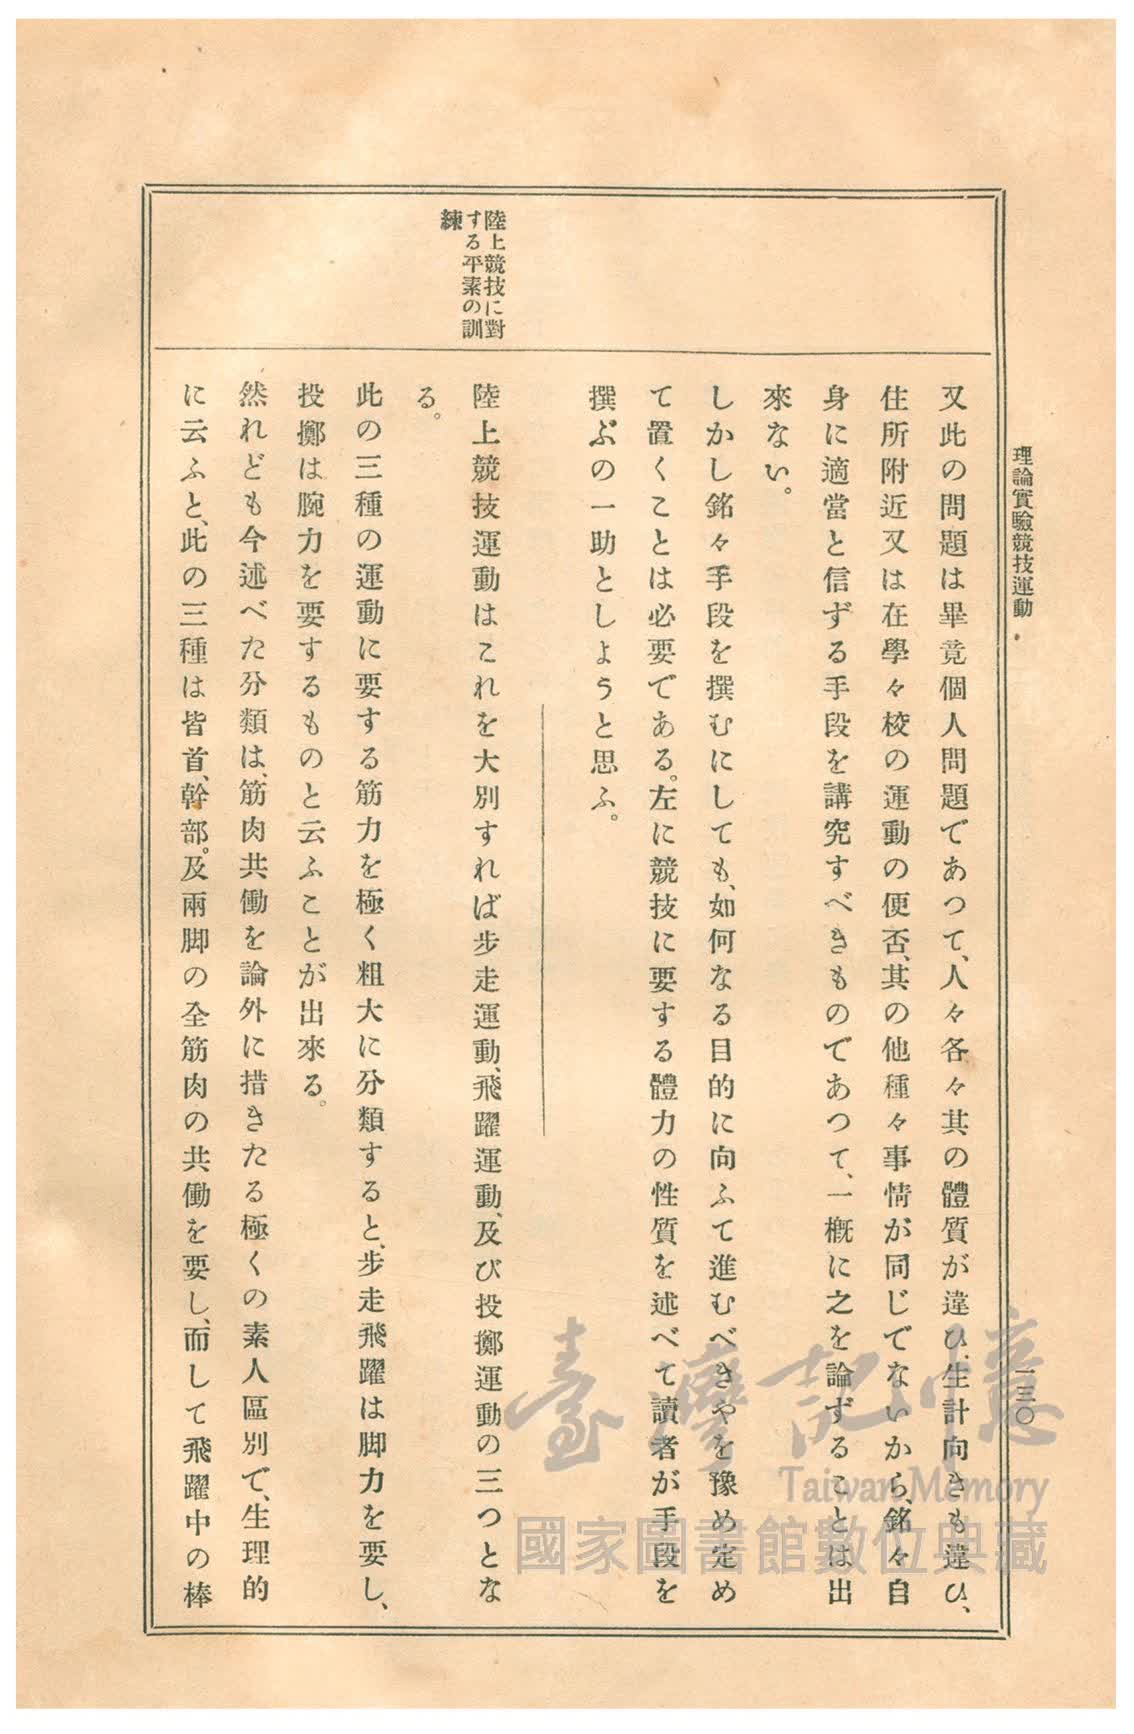 理論實驗競技運動
一三〇
又此の問題は畢竟個人問題であつて、人々各々其の體質が違ひ、生計向きも違ひ、
住所附近又は在學々校の運動の便否、其の他種々事情が同じでないから、銘々自
身に適當と信ずる手段を講究すべきものであつて、一概に之を論ずることは出
來ない。
しかし銘々手段を撰むにしても、如何なる目的に向ふて進むべきやを豫め定め
て置くことは必要である。左に競技に要する體力の性質を述べて讀者が手段を
撰ぶの一助としようと思ふ。
陸上競技に對
する平素の訓
練
陸上競技運動はこれを大別すれば步走運動、飛躍運動、及び投擲運動の三つとな
る。
此の三種の運動に要する筋力を極く粗大に分類すると、步走飛躍は脚力を要し、
投擲は腕力を要するものと云ふことが出來る。
然れども今述べた分類は、筋肉共働を論外に措きたる極くの素人區別で、生理的
に云ふと、此の三種は皆首、幹部。及兩脚の全筋肉の共働を要し、而して飛躍中の棒
臺灣記憶
Taiwan Memory
國家圖書館數位典藏